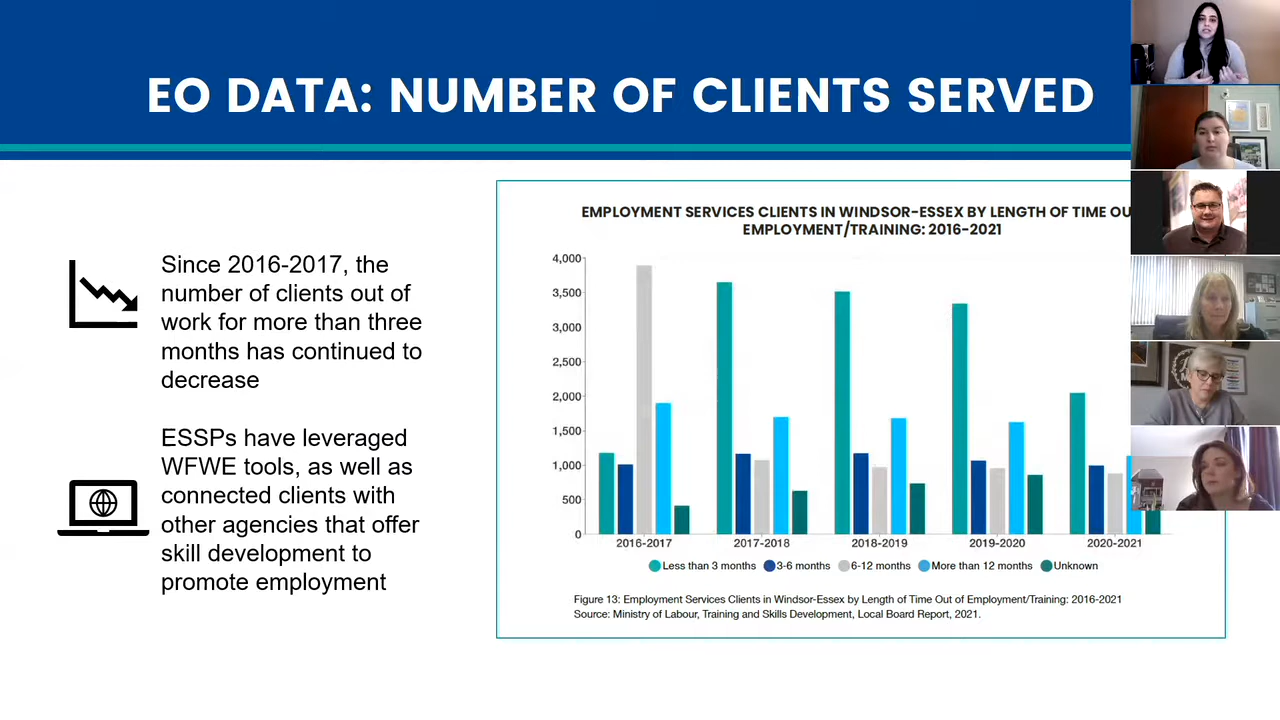 EO DATA: NUMBER OF CLIENTS SERVED
Since 2016-2017, the
number of clients out of
work for more than three
months has continued to
decrease
ESSPs have leveraged
WFWE tools, as well as
connected clients with
other agencies that offer
skill development to
promote employment
EMPLOYMENT SERVICES CLIENTS IN WINDSOR-ESSEX BY LENGTH OF TIME
EMPLOYMENT/TRAINING: 2016-2021
4,000
3,500
3,000
2,500
2,000
1,500
1,000
500
0
2016-2017 2017-2018 2018-2019 2019-2020 2020-2021
Less than 3 months 3-6 months 6-12 months More than 12 months Unknown
Figure 13: Employment Services Clients in Windsor-Essex by Length of Time Out of Employment/Training: 2016-2021
Source: Ministry of Labour, Training and Skills Development, Local Board Report, 2021.